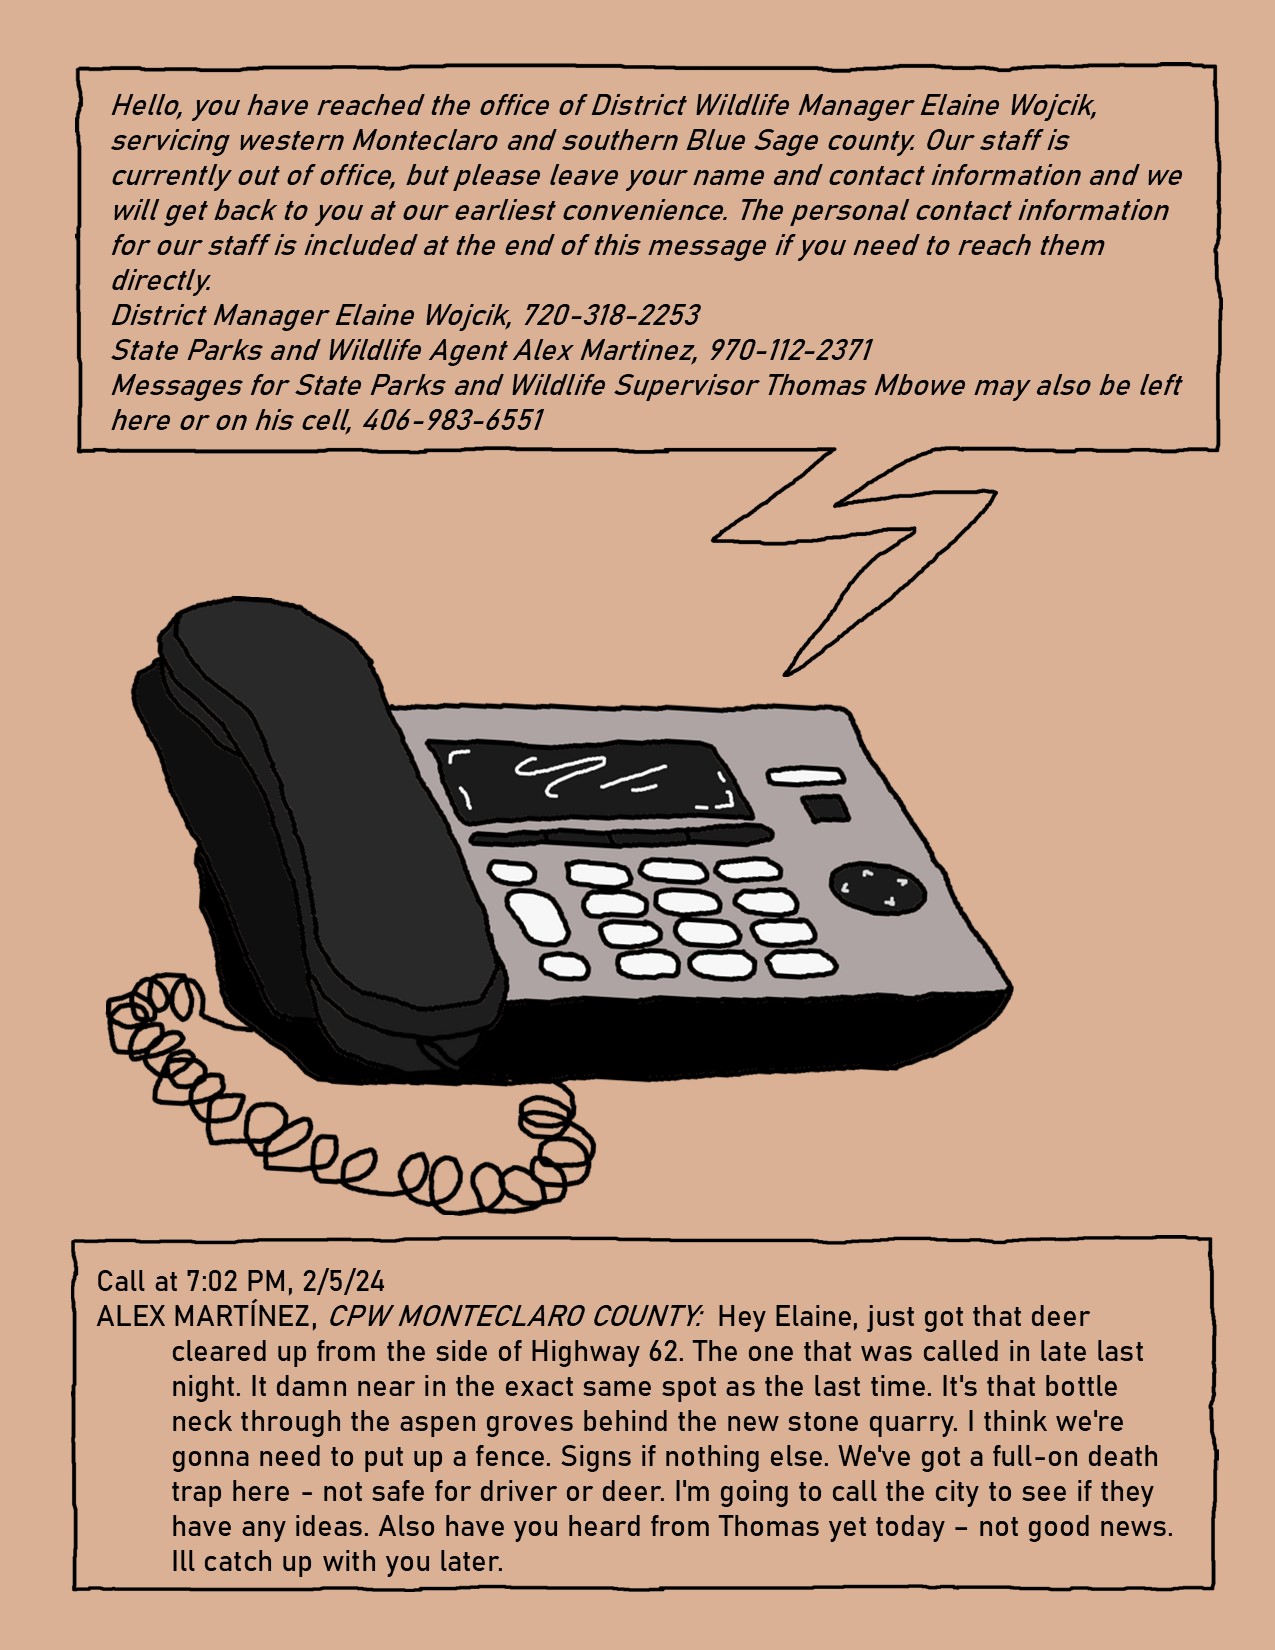 Hello, you have reached the office of District Wildlife Manager Elaine Wojcik,
servicing western Monteclaro and southern Blue Sage county. Our staff is
currently out of office, but please leave your name and contact information and we
will get back to you at our earliest convenience. The personal contact information
for our staff is included at the end of this message if you need to reach them
directly.
District Manager Elaine Wojcik, 720-318-2253
State Parks and Wildlife Agent Alex Martinez, 970-112-2371
Messages for State Parks and Wildlife Supervisor Thomas Mbowe may also be left
here or on his cell, 406-983-6551
Call at 7:02 PM, 2/5/24
ALEX MARTÍNEZ, CPW MONTECLARO COUNTY: Hey Elaine, just got that deer
cleared up from the side of Highway 62. The one that was called in late last
night. It damn near in the exact same spot as the last time. It's that bottle
neck through the aspen groves behind the new stone quarry. I think we're
gonna need to put up a fence. Signs if nothing else. We've got a full-on death
trap here - not safe for driver or deer. I'm going to call the city to see if they
have any ideas. Also have you heard from Thomas yet today – not good news.
Ill catch up with you later.